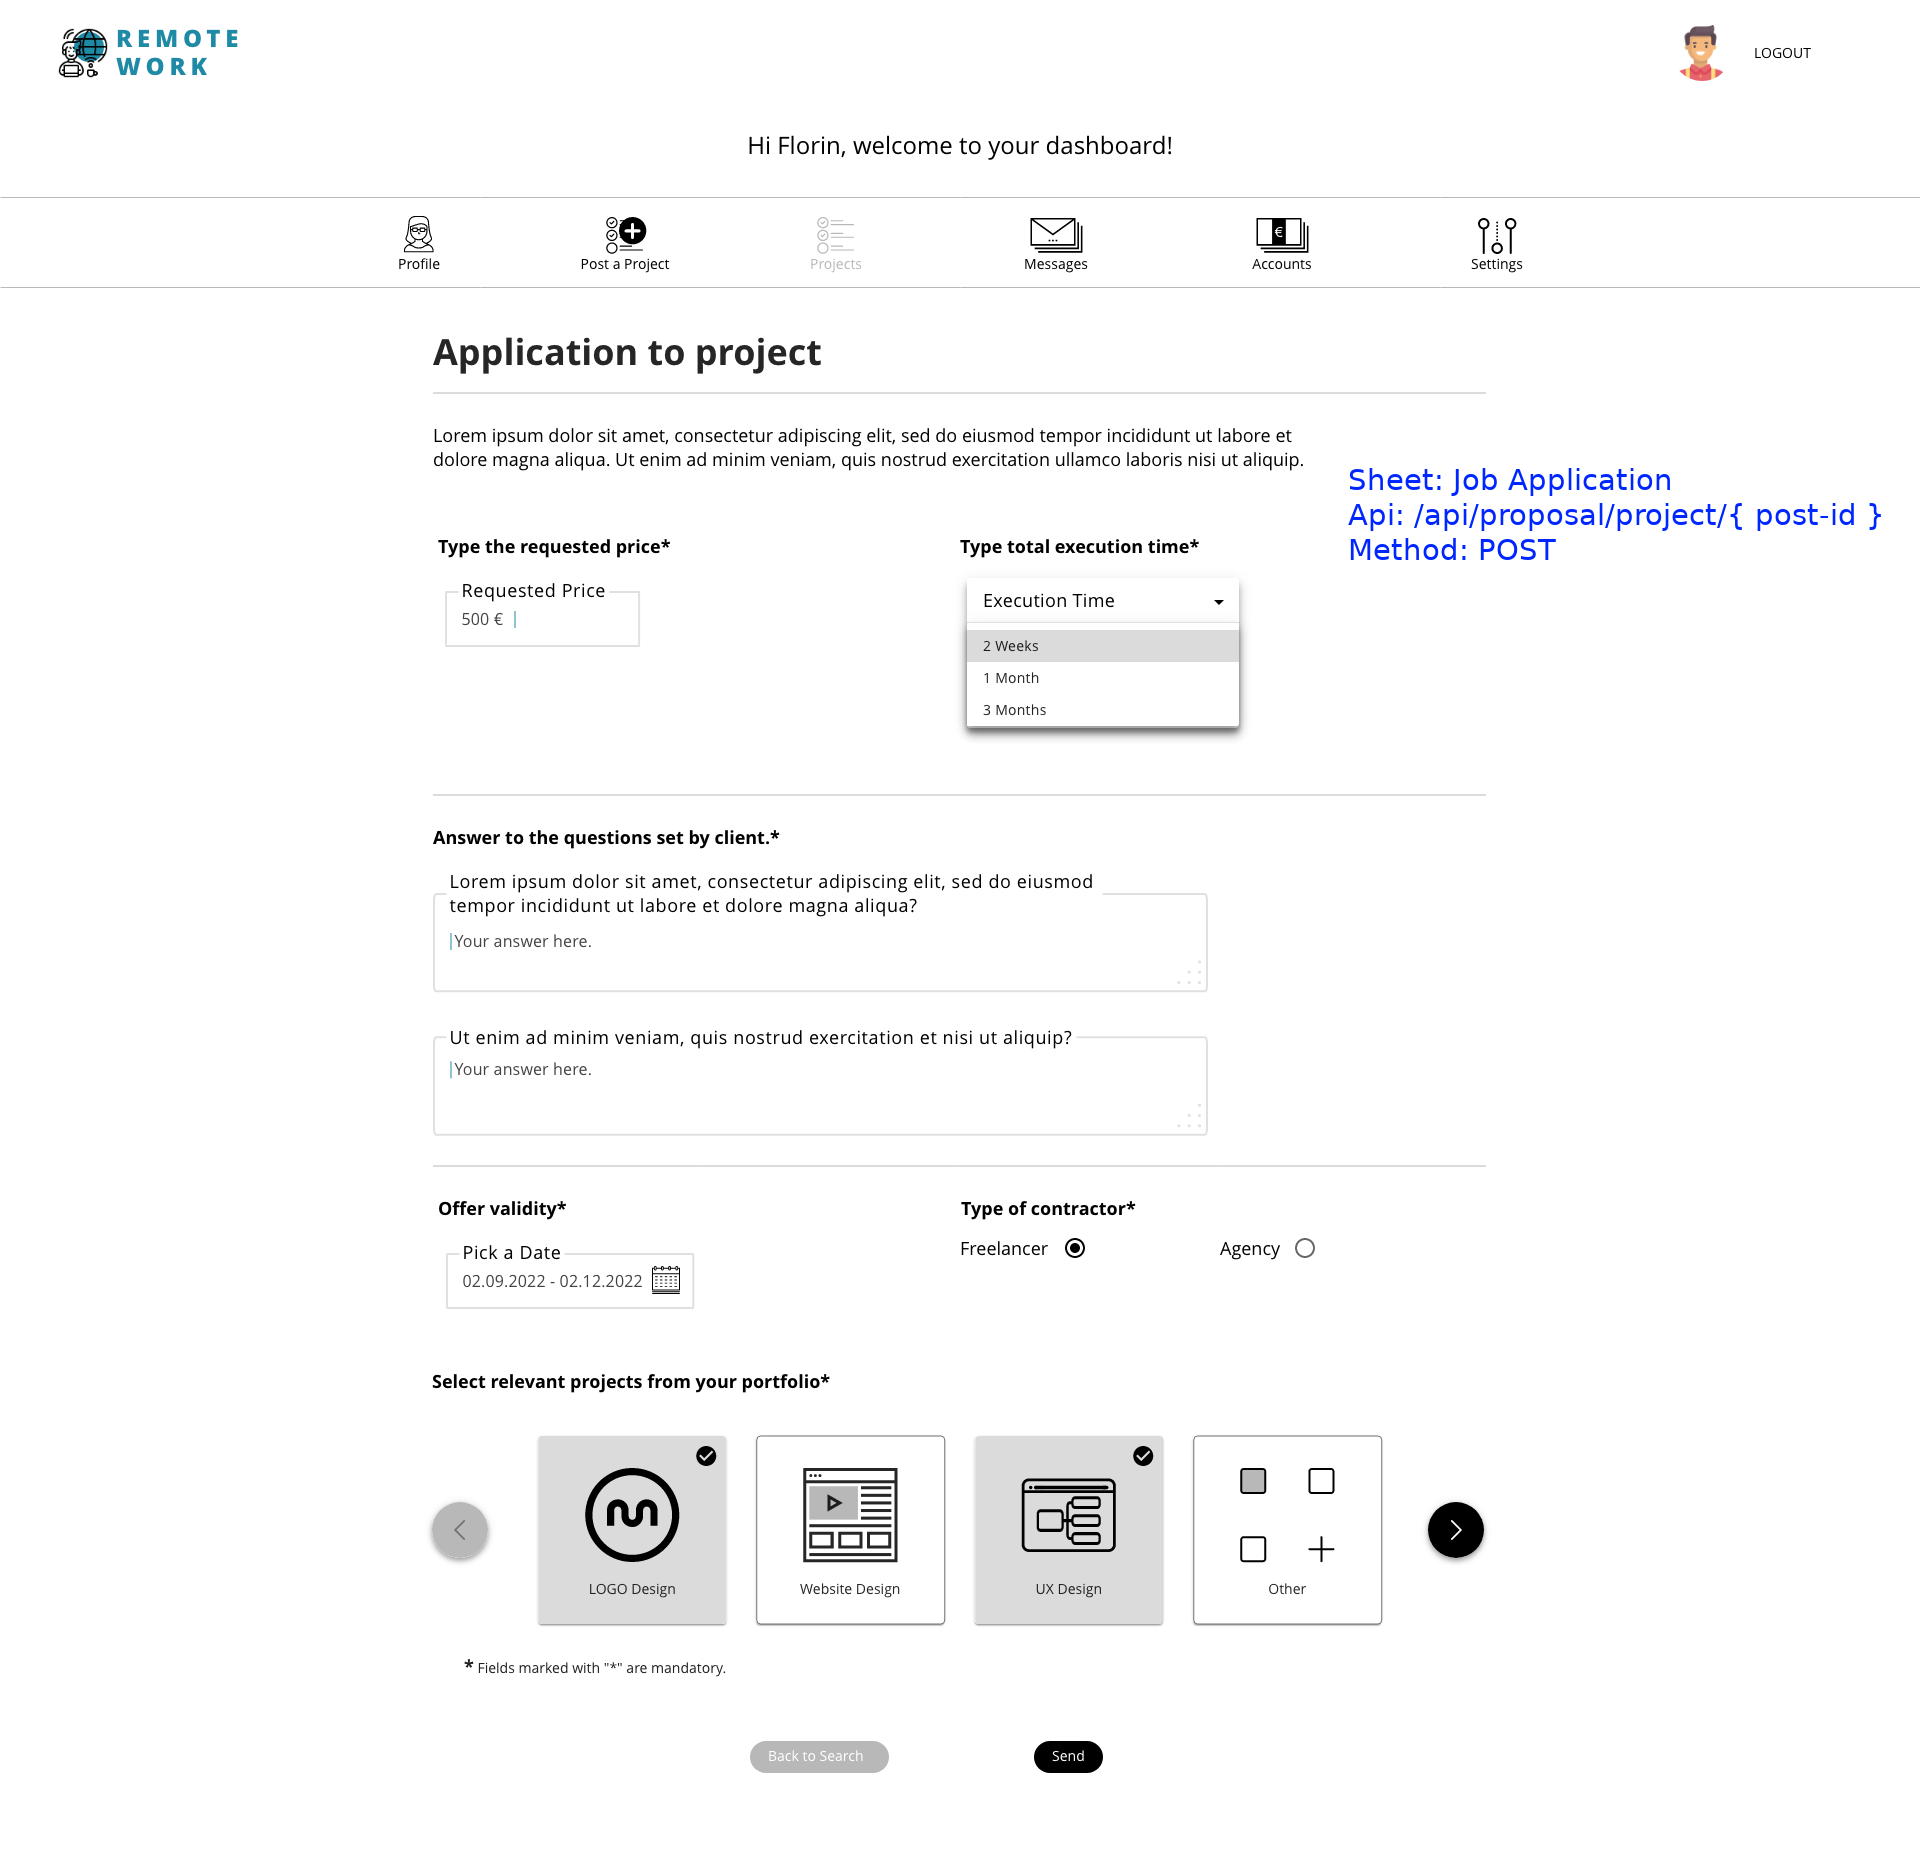 REMOTE
WORK
LOGOUT
Hi Florin, welcome to your dashboard!
Profile
Post a Project
Projects
Messages
€
Accounts
Settings
Application to project
Lorem ipsum dolor sit amet, consectetur adipiscing elit, sed do eiusmod tempor incididunt ut labore et
dolore magna aliqua. Ut enim ad minim veniam, quis nostrud exercitation ullamco laboris nisi ut aliquip.
Sheet: Job Application
Api: /api/proposal/project/{ post-id }
Method: POST
Type the requested price*
Type total execution time*
Requested Price
500 €
Execution Time
2 Weeks
1 Month
3 Months
Answer to the questions set by client.*
Lorem ipsum dolor sit amet, consectetur adipiscing elit, sed do eiusmod
tempor incididunt ut labore et dolore magna aliqua?
Your answer here.
Ut enim ad minim veniam, quis nostrud exercitation et nisi ut aliquip?
Your answer here.
Offer validity*
Type of contractor*
Pick a Date
02.09.2022 - 02.12.2022
Freelancer
Agency
Select relevant projects from your portfolio*
LOGO Design
Website Design
UX Design
Other
* Fields marked with "*" are mandatory.
Back to Search
Send